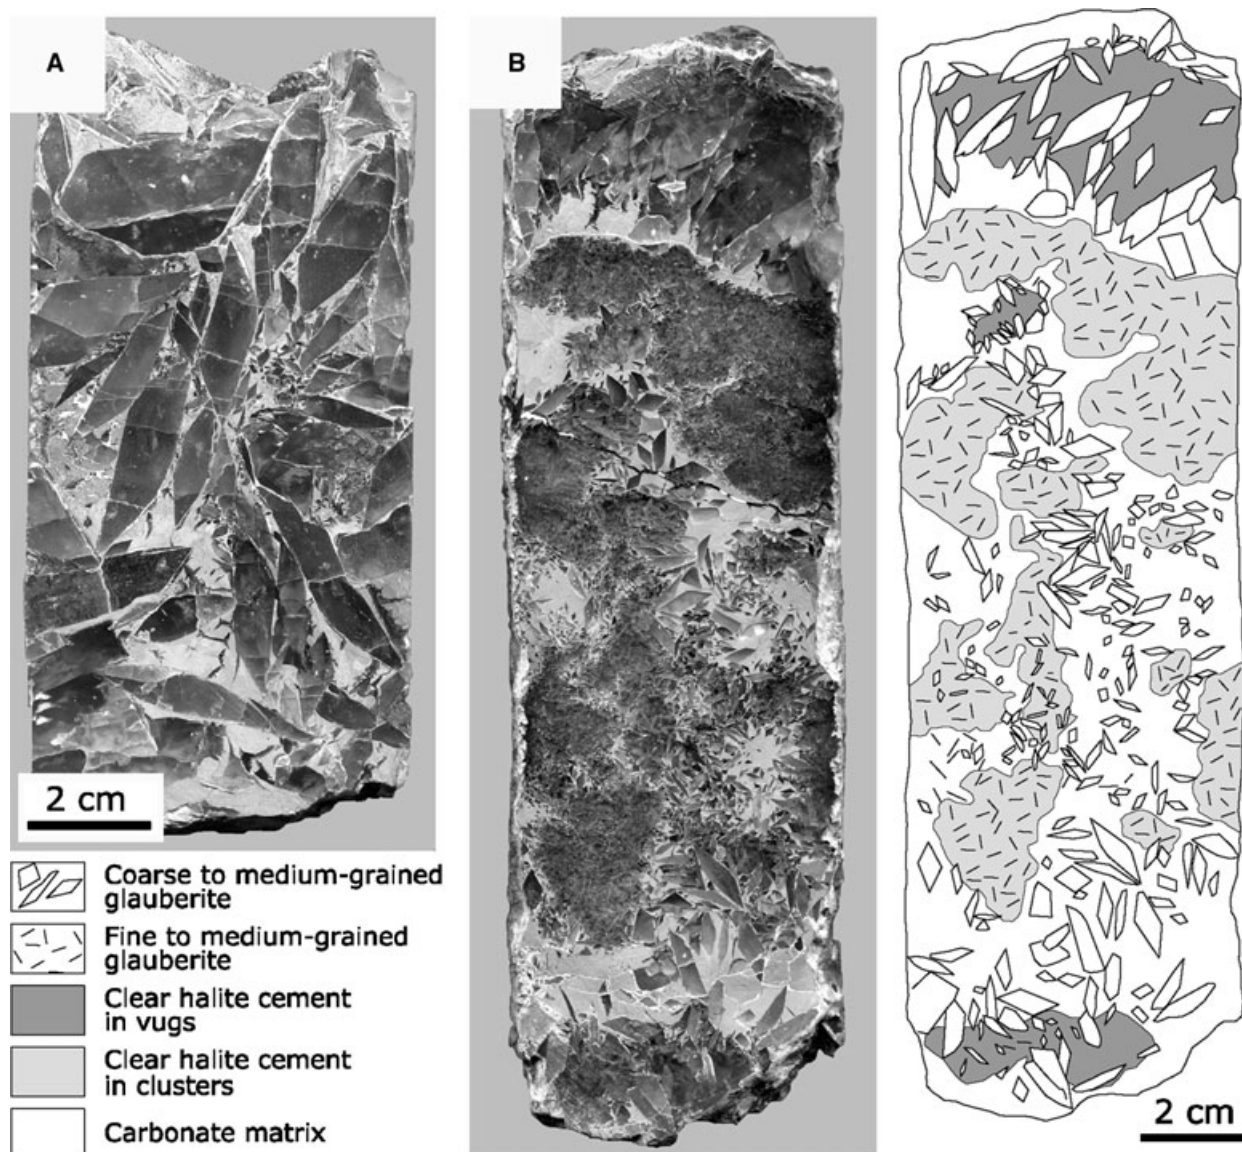 A
B
2 cm
Coarse to medium-grained
glauberite
Fine to medium-grained
glauberite
Clear halite cement
in vugs
Clear halite cement
in clusters
Carbonate matrix
2 cm